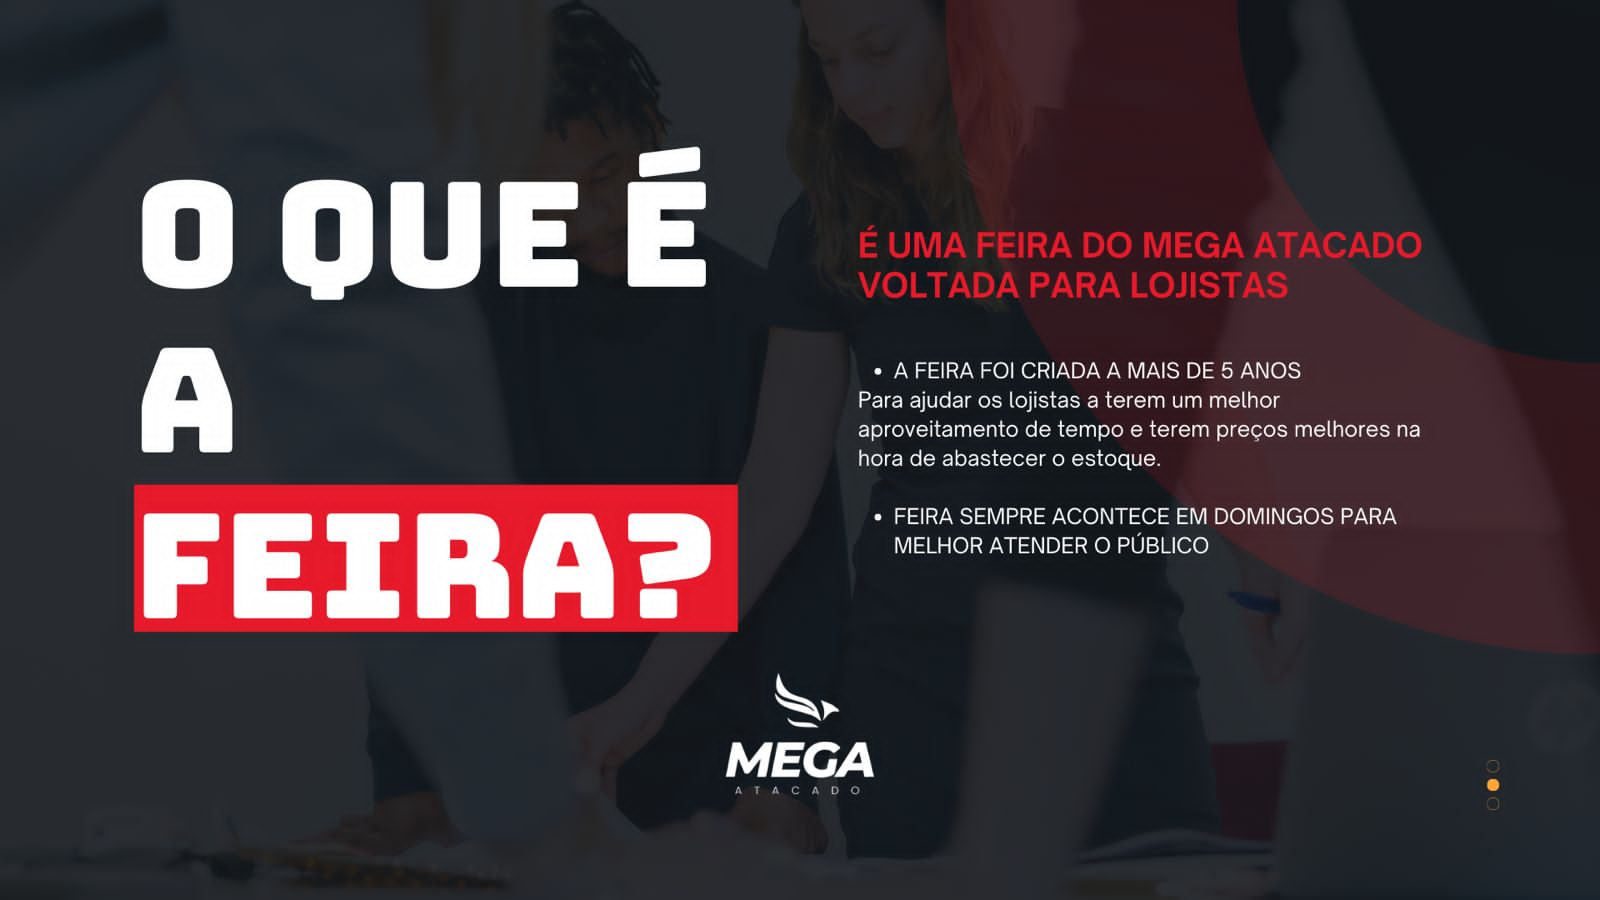 O QUE É
A
FEIRA?
É UMA FEIRA DO MEGA ATACADO
VOLTADA PARA LOJISTAS
• A FEIRA FOI CRIADA A MAIS DE 5 ANOS
Para ajudar os lojistas a terem um melhor
aproveitamento de tempo e terem preços melhores na
hora de abastecer o estoque.
• FEIRA SEMPRE ACONTECE EM DOMINGOS PARA
MELHOR ATENDER O PÚBLICO
MEGA
ATACADO